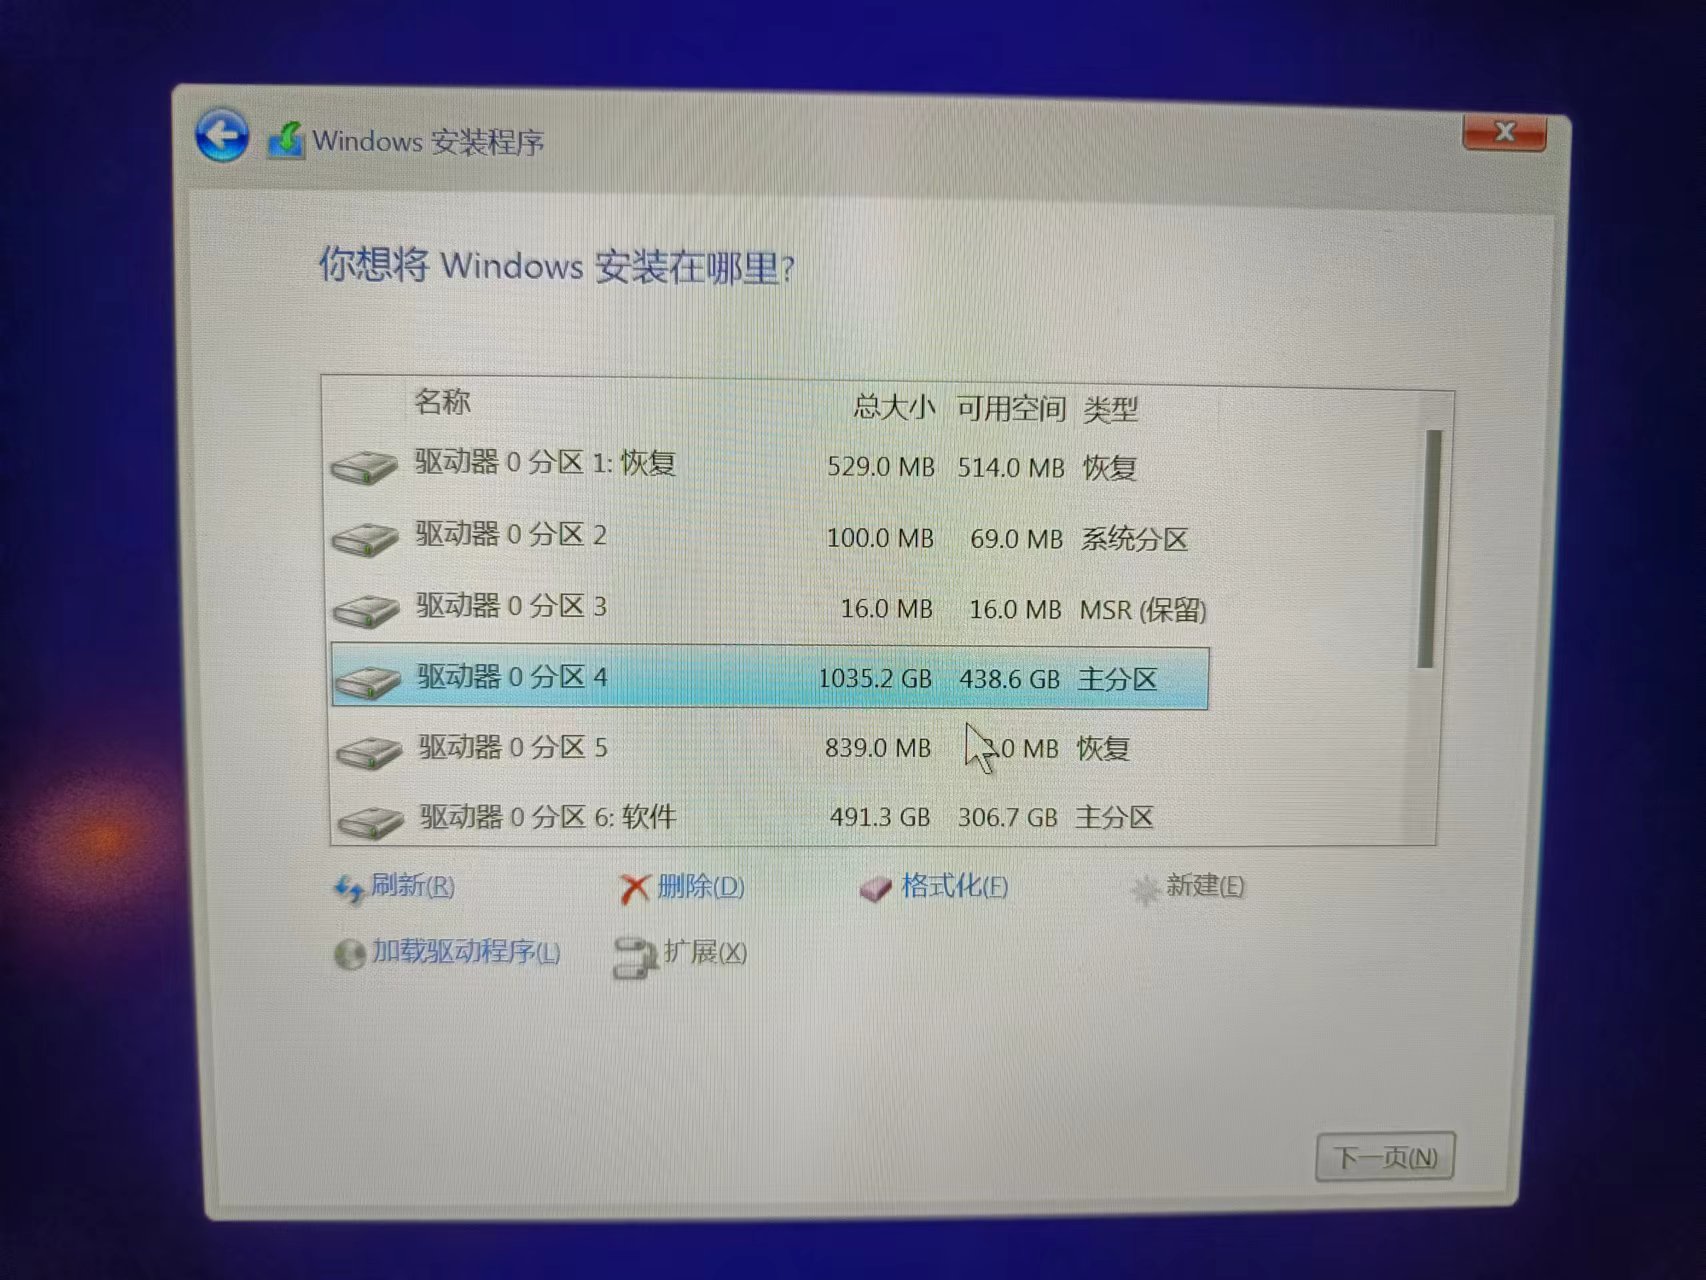 Windows 安装程序
你想将 Windows 安装在哪里?
名称 总大小 可用空间 类型
驱动器 0 分区 1: 恢复 529.0 MB 514.0 MB 恢复
驱动器 0 分区 2 100.0 MB 69.0 MB 系统分区
驱动器 0 分区 3 16.0 MB 16.0 MB MSR (保留)
驱动器 0 分区 4 1035.2 GB 438.6 GB 主分区
驱动器 0 分区 5 839.0 MB .0 MB 恢复
驱动器 0 分区 6: 软件 491.3 GB 306.7 GB 主分区
刷新(R) 删除(D) 格式化(F) 新建(E)
加载驱动程序(L) 扩展(X)
下一页(N)